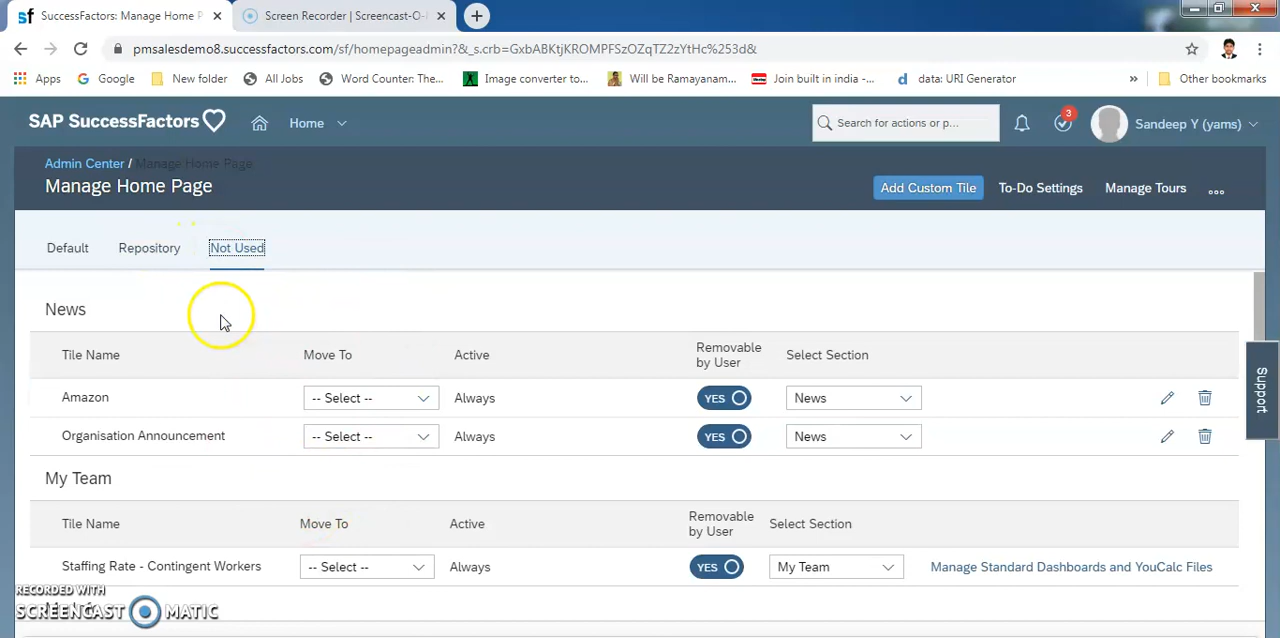 SuccessFactors: Manage Home P
Screen Recorder | Screencast-O-
pmsalesdemo8.successfactors.com/sf/homepageadmin?&_s.crb=GxbABKtjKROMPFSzOZqTZ2zYtHc%253d&
Apps Google New folder All Jobs Word Counter: The... Image converter to... Will be Ramayanan... Join built in india -... data: URI Generator » Other bookmarks
SAP SuccessFactors Home Search for actions or p... 3 Sandeep Y (yams)
Admin Center / Manage Home Page
Manage Home Page Add Custom Tile To-Do Settings Manage Tours ...
Default Repository Not Used
News
Tile Name Move To Active Removable by User Select Section
Amazon -- Select -- Always YES News
Organisation Announcement -- Select -- Always YES News
My Team
Tile Name Move To Active Removable by User Select Section
Staffing Rate - Contingent Workers -- Select -- Always YES My Team Manage Standard Dashboards and YouCalc Files
Support
RECORDED WITH
SCREENCAST MATIC